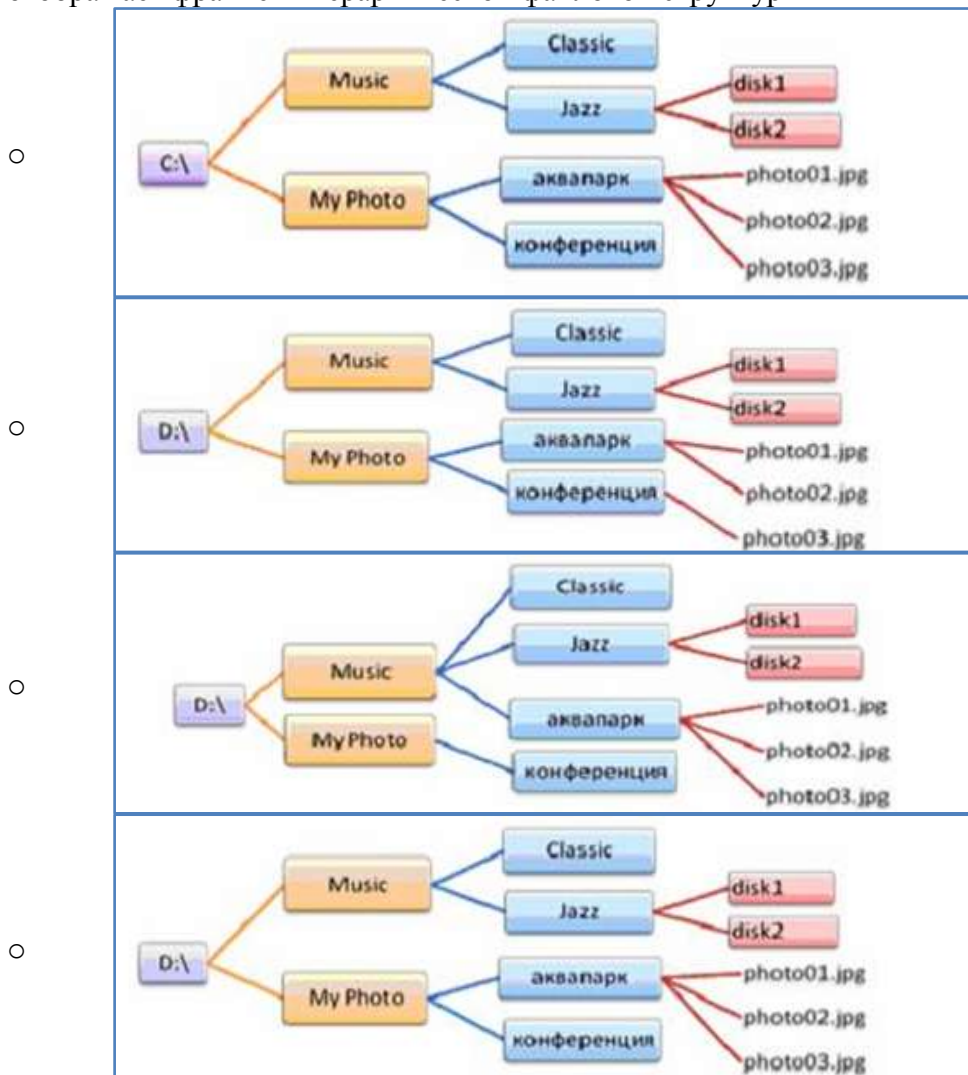 Classic
Music
disk1
Jazz
disk2
C:\
аквапарк
photo01.jpg
My Photo
photo02.jpg
конференция
photo03.jpg
Classic
Music
disk1
Jazz
disk2
D:\
аквапарк
photo01.jpg
My Photo
photo02.jpg
конференция
photo03.jpg
Classic
disk1
Jazz
disk2
Music
D:\
photo01.jpg
аквапарк
My Photo
photo02.jpg
конференция
photo03.jpg
Classic
Music
disk1
Jazz
disk2
D:\
аквапарк
photo01.jpg
My Photo
photo02.jpg
конференция
photo03.jpg